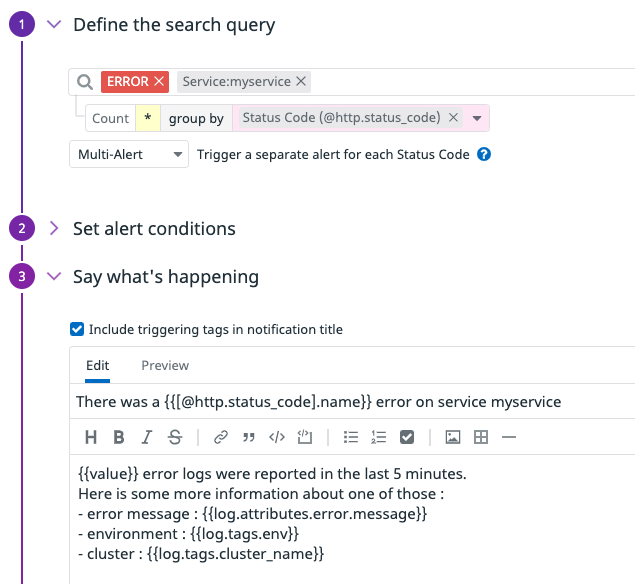 1 Define the search query
ERROR × Service:myservice ×
Count * group by Status Code (@http.status_code) ×
Multi-Alert Trigger a separate alert for each Status Code ?
2 Set alert conditions
3 Say what's happening
Include triggering tags in notification title
Edit Preview
There was a {{[@http.status_code].name}} error on service myservice
H B I S
{{value}} error logs were reported in the last 5 minutes.
Here is some more information about one of those :
- error message : {{log.attributes.error.message}}
- environment : {{log.tags.env}}
- cluster : {{log.tags.cluster_name}}